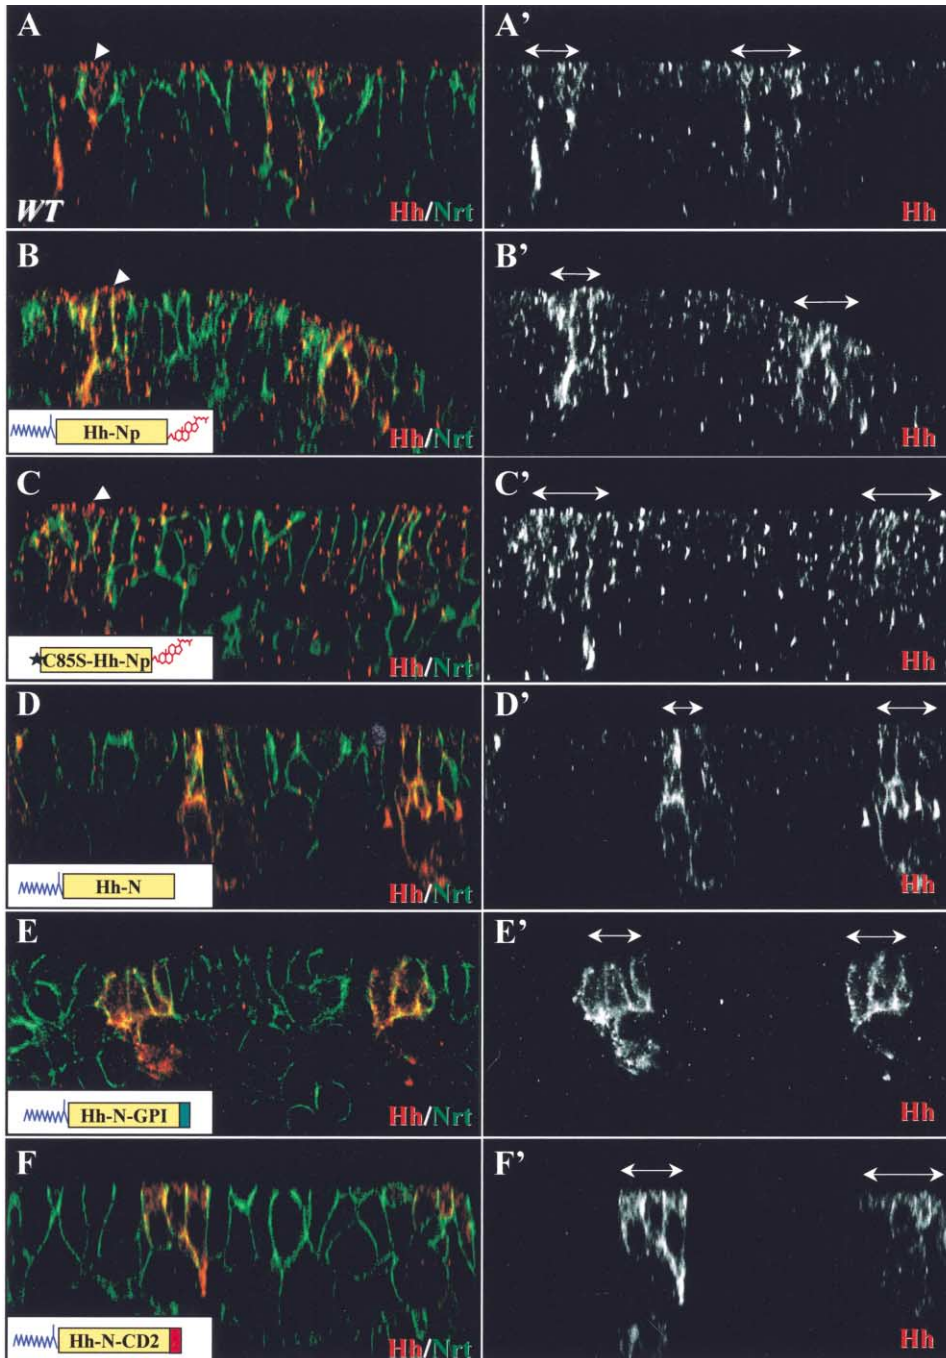 A A’
WT Hh/Nrt Hh
B B’
Hh-Np Hh/Nrt Hh
C C’
C85S-Hh-Np Hh/Nrt Hh
D D’
Hh-N Hh/Nrt Hh
E E’
Hh-N-GPI Hh/Nrt Hh
F F’
Hh-N-CD2 Hh/Nrt Hh